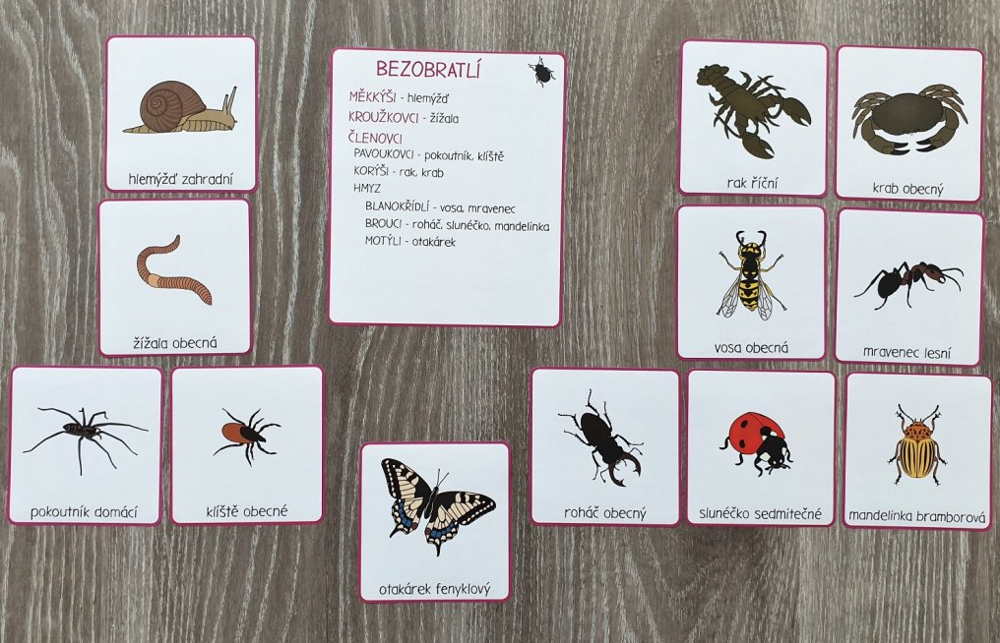 BEZOBRATLÍ
MĚKKÝŠI - hlemýžď
KROUŽKOVCI - žížala
ČLENOVCI
PAVOUKOVCI - pokoutník, klíště
KORÝŠI - rak, krab
HMYZ
BLANOKŘÍDLÍ - vosa, mravenec
BROUCI - roháč, slunéčko, mandelinka
MOTÝLI - otakárek
hlemýžď zahradní
rak říční
krab obecný
žížala obecná
vosa obecná
mravenec lesní
pokoutník domácí
klíště obecné
roháč obecný
slunéčko sedmitečné
mandelinka bramborová
otakárek fenyklový